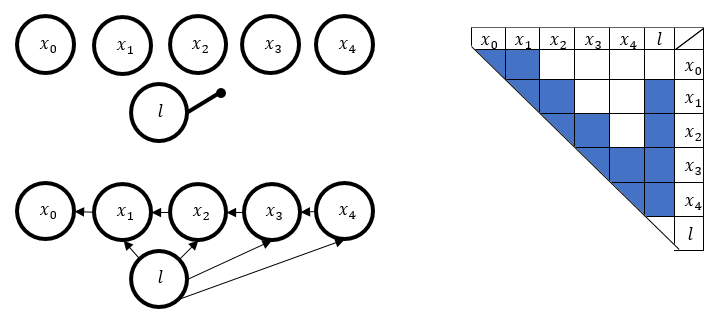 x₀ x₁ x₂ x₃ x₄
l
x₀ x₁ x₂ x₃ x₄
l
x₀ x₁ x₂ x₃ x₄ l
x₀
x₁
x₂
x₃
x₄
l